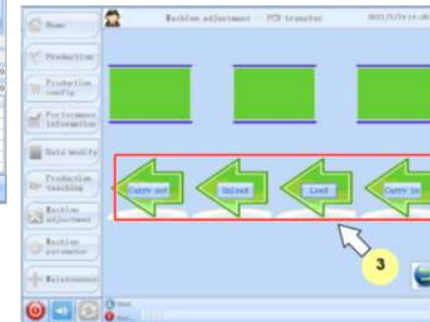 Home
Machine adjustment -- PCB transfer
Production
Production
config
Performance
information
Data modify
Production
teaching
Machine
adjustment
Machine
parameter
Maintenance
Carry out
Unload
Load
Carry in
3